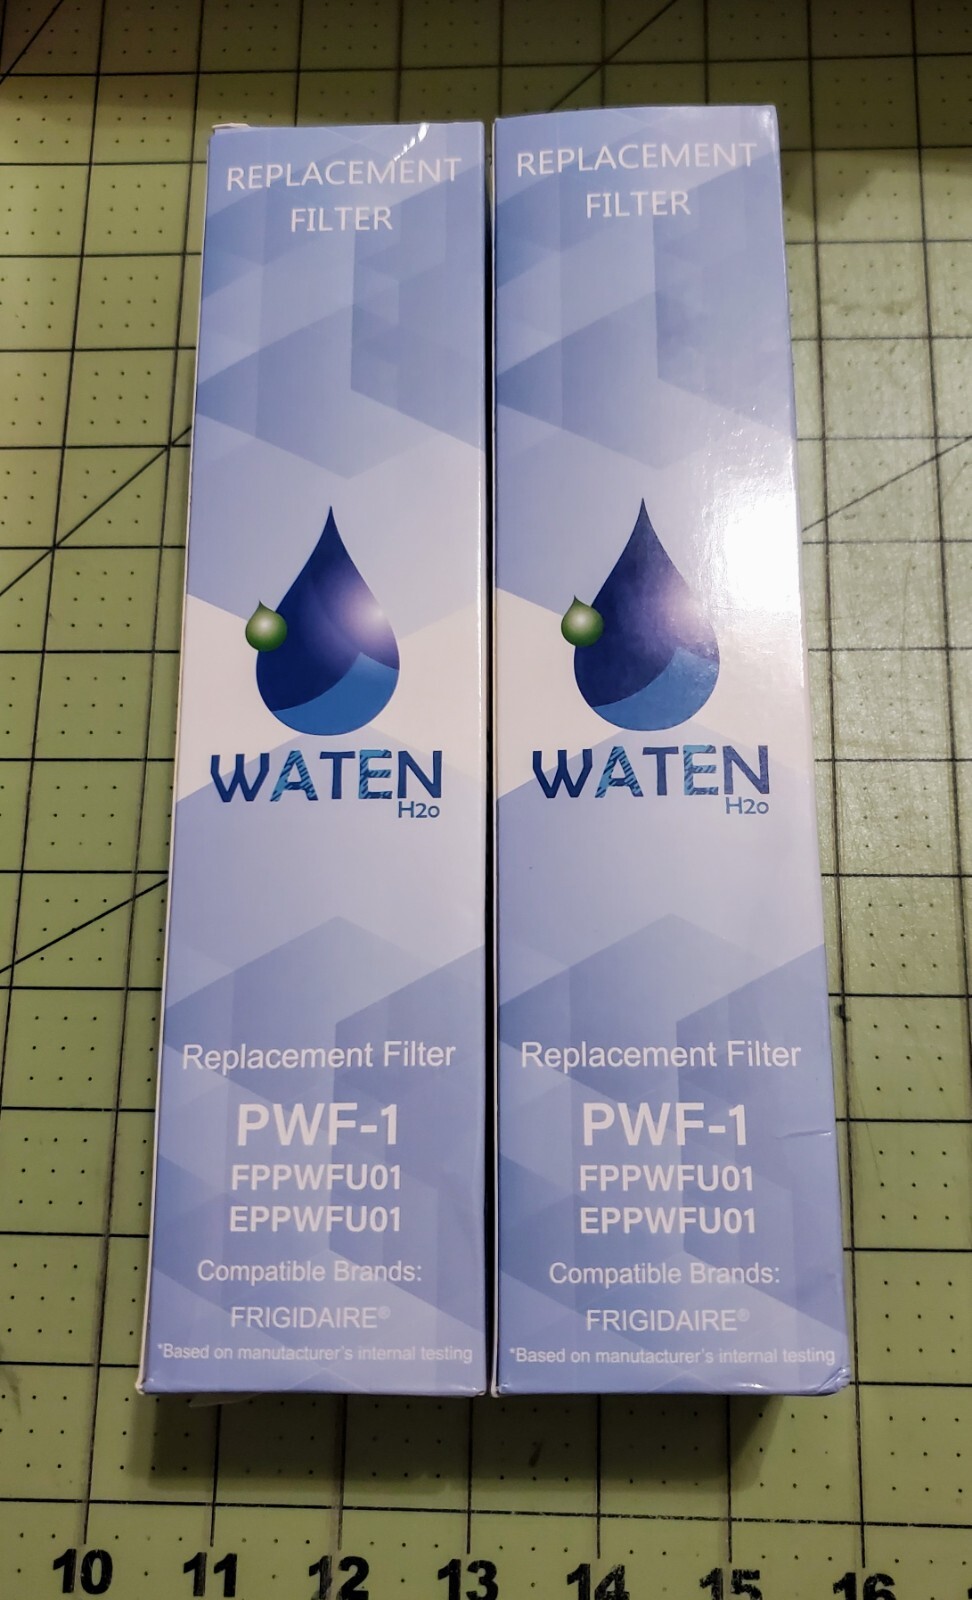 REPLACEMENT
FILTER
WATEN
H2o
Replacement Filter
PWF-1
FPPWFU01
EPPWFU01
Compatible Brands:
FRIGIDAIRE®
*Based on manutacturer's internal testing
REPLACEMENT
FILTER
WATEN
H2o
Replacement Filter
PWF-1
FPPWFU01
EPPWFU01
Compatible Brands:
FRIGIDAIRE®
*Based on manutacturer's internal testing
10 11 12 13 14 15 16